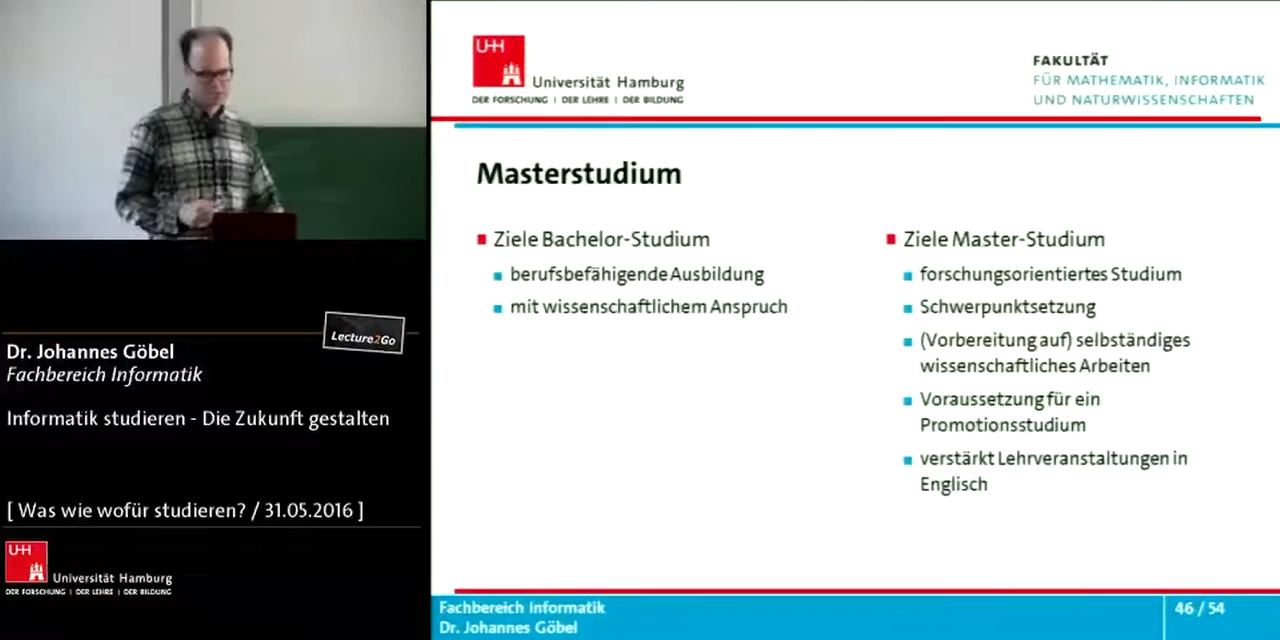 Lecture2Go
Dr. Johannes Göbel
Fachbereich Informatik
Informatik studieren - Die Zukunft gestalten
[ Was wie wofür studieren? / 31.05.2016 ]
UH
Universität Hamburg
DER FORSCHUNG | DER LEHRE | DER BILDUNG
UH
Universität Hamburg
DER FORSCHUNG | DER LEHRE | DER BILDUNG
FAKULTÄT
FÜR MATHEMATIK, INFORMATIK
UND NATURWISSENSCHAFTEN
Masterstudium
Ziele Bachelor-Studium
berufsbefähigende Ausbildung
mit wissenschaftlichem Anspruch
Ziele Master-Studium
forschungsorientiertes Studium
Schwerpunktsetzung
(Vorbereitung auf) selbständiges
wissenschaftliches Arbeiten
Voraussetzung für ein
Promotionsstudium
verstärkt Lehrveranstaltungen in
Englisch
Fachbereich Informatik
Dr. Johannes Göbel
46 / 54